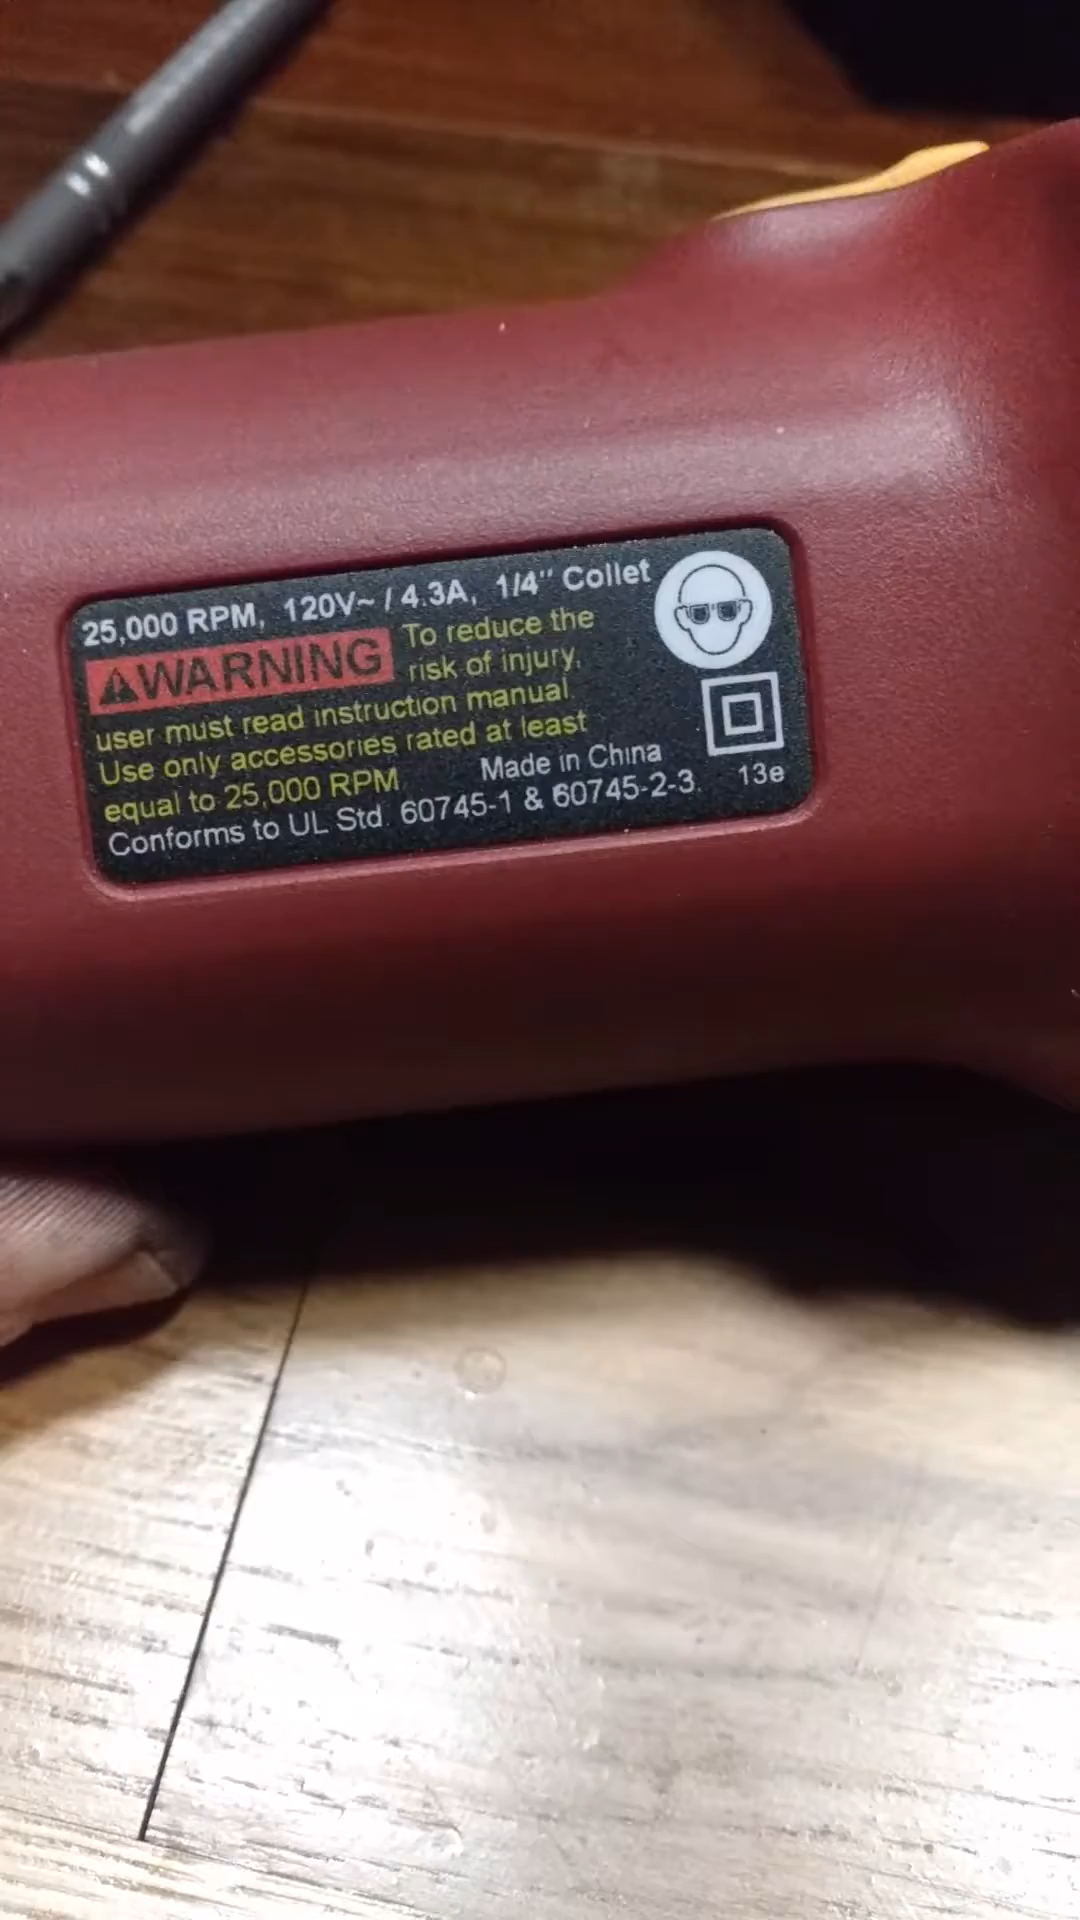 25,000 RPM, 120V~ / 4.3A, 1/4" Collet
⚠WARNING To reduce the
risk of injury,
user must read instruction manual.
Use only accessories rated at least
equal to 25,000 RPM
Made in China
Conforms to UL Std. 60745-1 & 60745-2-3.
13e